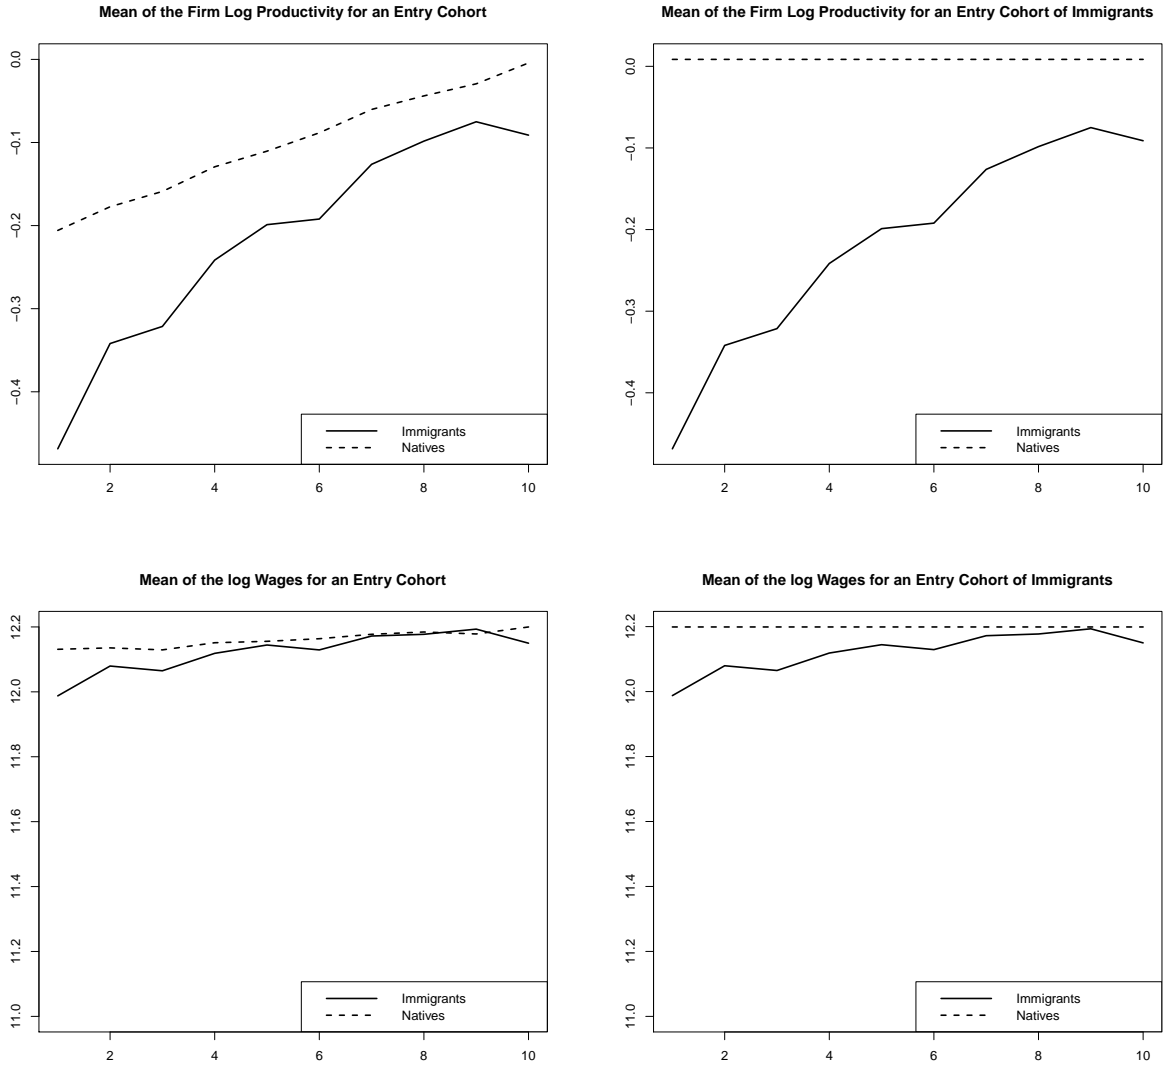 Mean of the Firm Log Productivity for an Entry Cohort
0.0
−0.1
−0.2
−0.3
−0.4
Immigrants
Natives
2 4 6 8 10
Mean of the Firm Log Productivity for an Entry Cohort of Immigrants
0.0
−0.1
−0.2
−0.3
−0.4
Immigrants
Natives
2 4 6 8 10
Mean of the log Wages for an Entry Cohort
12.2
12.0
11.8
11.6
11.4
11.2
11.0
Immigrants
Natives
2 4 6 8 10
Mean of the log Wages for an Entry Cohort of Immigrants
12.2
12.0
11.8
11.6
11.4
11.2
11.0
Immigrants
Natives
2 4 6 8 10